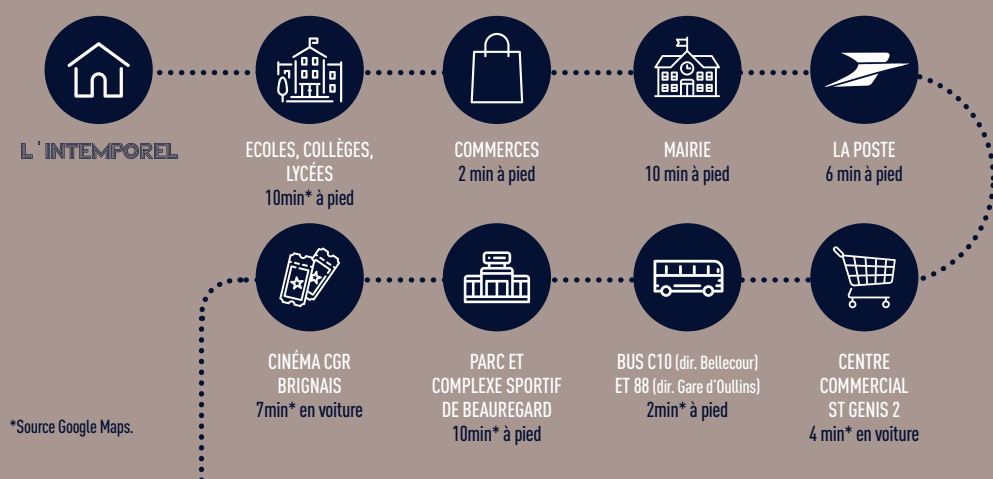 L'INTEMPOREL
ECOLES, COLLÈGES,
LYCÉES
10min* à pied
COMMERCES
2 min à pied
MAIRIE
10 min à pied
LA POSTE
6 min à pied
CINÉMA CGR
BRIGNAIS
7min* en voiture
PARC ET
COMPLEXE SPORTIF
DE BEAUREGARD
10min* à pied
BUS C10 (dir. Bellecour)
ET 88 (dir. Gare d'Oullins)
2min* à pied
CENTRE
COMMERCIAL
ST GENIS 2
4 min* en voiture
*Source Google Maps.